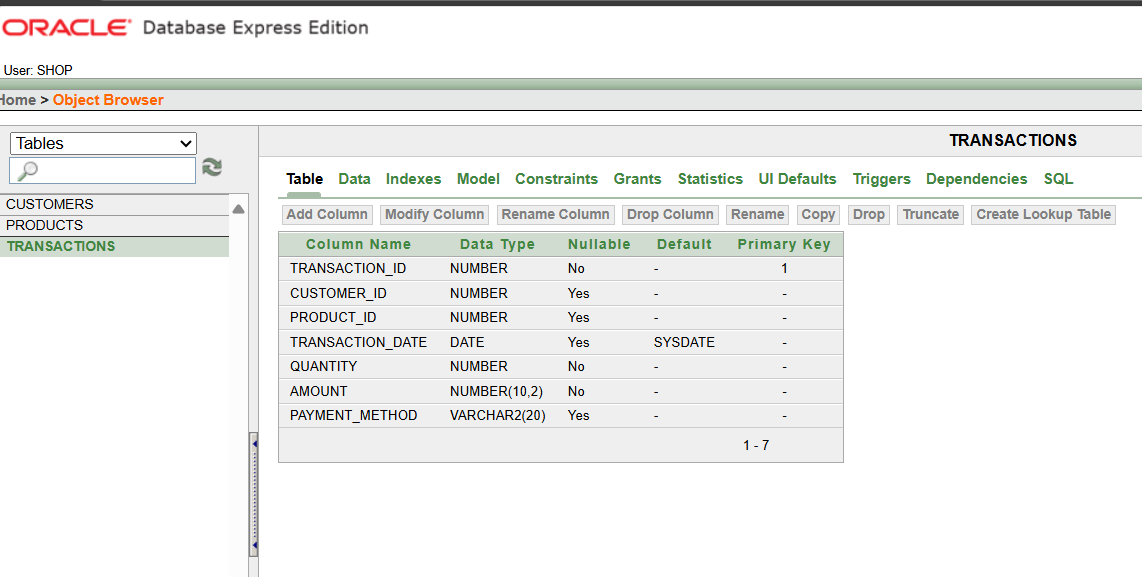 ORACLE® Database Express Edition
User: SHOP
Home > Object Browser
Tables
CUSTOMERS
PRODUCTS
TRANSACTIONS
TRANSACTIONS
Table Data Indexes Model Constraints Grants Statistics UI Defaults Triggers Dependencies SQL
Add Column Modify Column Rename Column Drop Column Rename Copy Drop Truncate Create Lookup Table
Column Name Data Type Nullable Default Primary Key
TRANSACTION_ID NUMBER No - 1
CUSTOMER_ID NUMBER Yes - -
PRODUCT_ID NUMBER Yes - -
TRANSACTION_DATE DATE Yes SYSDATE -
QUANTITY NUMBER No - -
AMOUNT NUMBER(10,2) No - -
PAYMENT_METHOD VARCHAR2(20) Yes - -
1 - 7